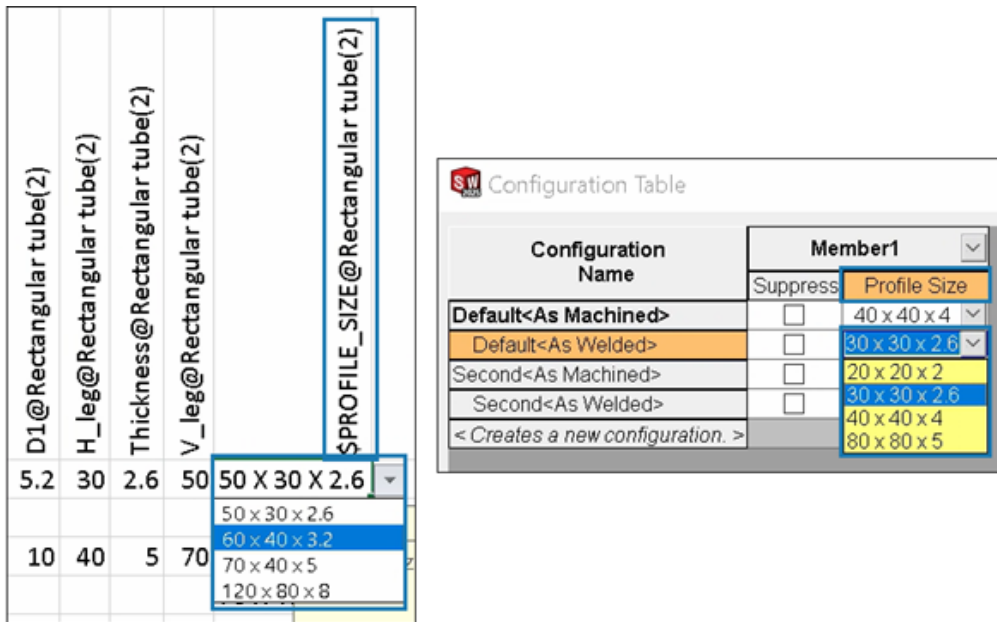 D1@Rectangular tube(2)
H_leg@Rectangular tube(2)
Thickness@Rectangular tube(2)
V_leg@Rectangular tube(2)
$PROFILE_SIZE@Rectangular tube(2)
5.2 30 2.6 50 50 X 30 X 2.6
50 x 30 x 2.6
60 x 40 x 3.2
10 40 5 70 70 x 40 x 5
120 x 80 x 8
SW 2025 Configuration Table
Configuration Name Member1
Suppress Profile Size
Default<As Machined> 40 x 40 x 4
Default<As Welded> 30 x 30 x 2.6
Second<As Machined> 20 x 20 x 2
30 x 30 x 2.6
Second<As Welded> 40 x 40 x 4
< Creates a new configuration. > 80 x 80 x 5